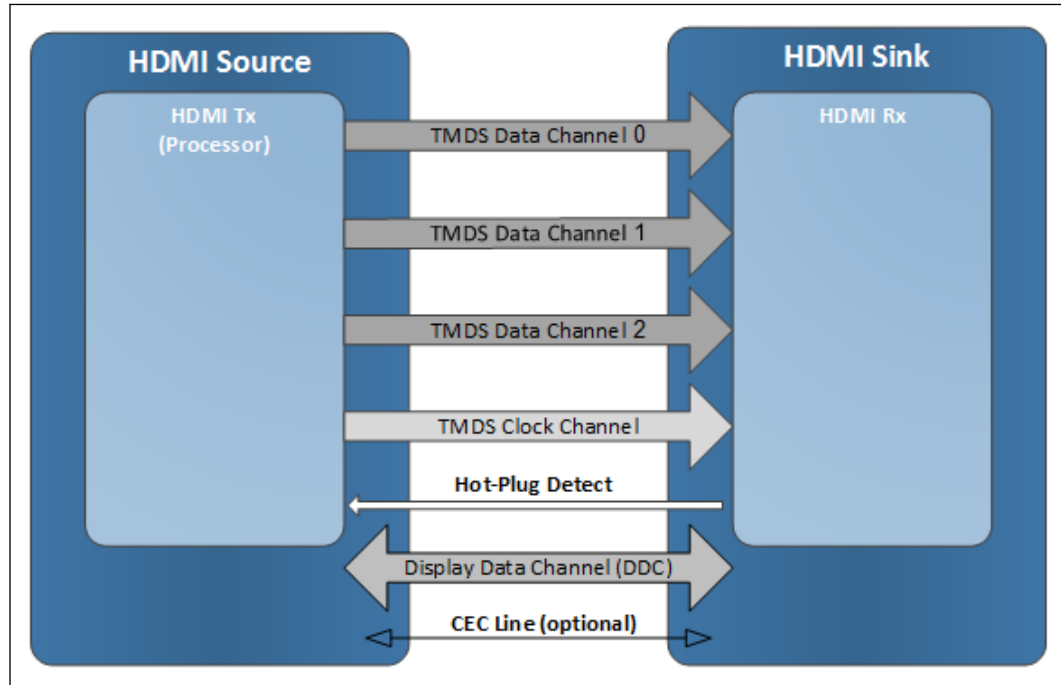 HDMI Source
HDMI Sink
HDMI Tx
(Processor)
HDMI Rx
TMDS Data Channel 0
TMDS Data Channel 1
TMDS Data Channel 2
TMDS Clock Channel
Hot-Plug Detect
Display Data Channel (DDC)
CEC Line (optional)